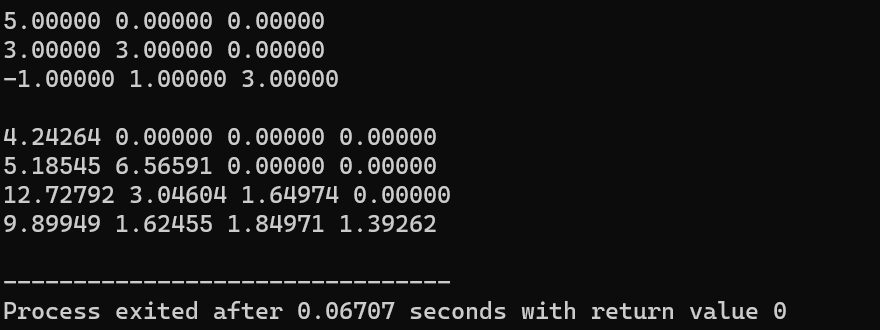 5.00000 0.00000 0.00000
3.00000 3.00000 0.00000
-1.00000 1.00000 3.00000
4.24264 0.00000 0.00000 0.00000
5.18545 6.56591 0.00000 0.00000
12.72792 3.04604 1.64974 0.00000
9.89949 1.62455 1.84971 1.39262
--------------------------------
Process exited after 0.06707 seconds with return value 0